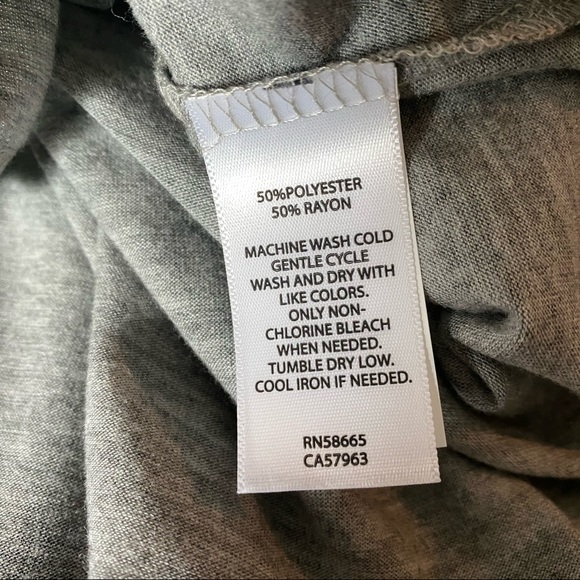 50%POLYESTER
50% RAYON
MACHINE WASH COLD
GENTLE CYCLE
WASH AND DRY WITH
LIKE COLORS.
ONLY NON-
CHLORINE BLEACH
WHEN NEEDED.
TUMBLE DRY LOW.
COOL IRON IF NEEDED.
RN58665
CA57963